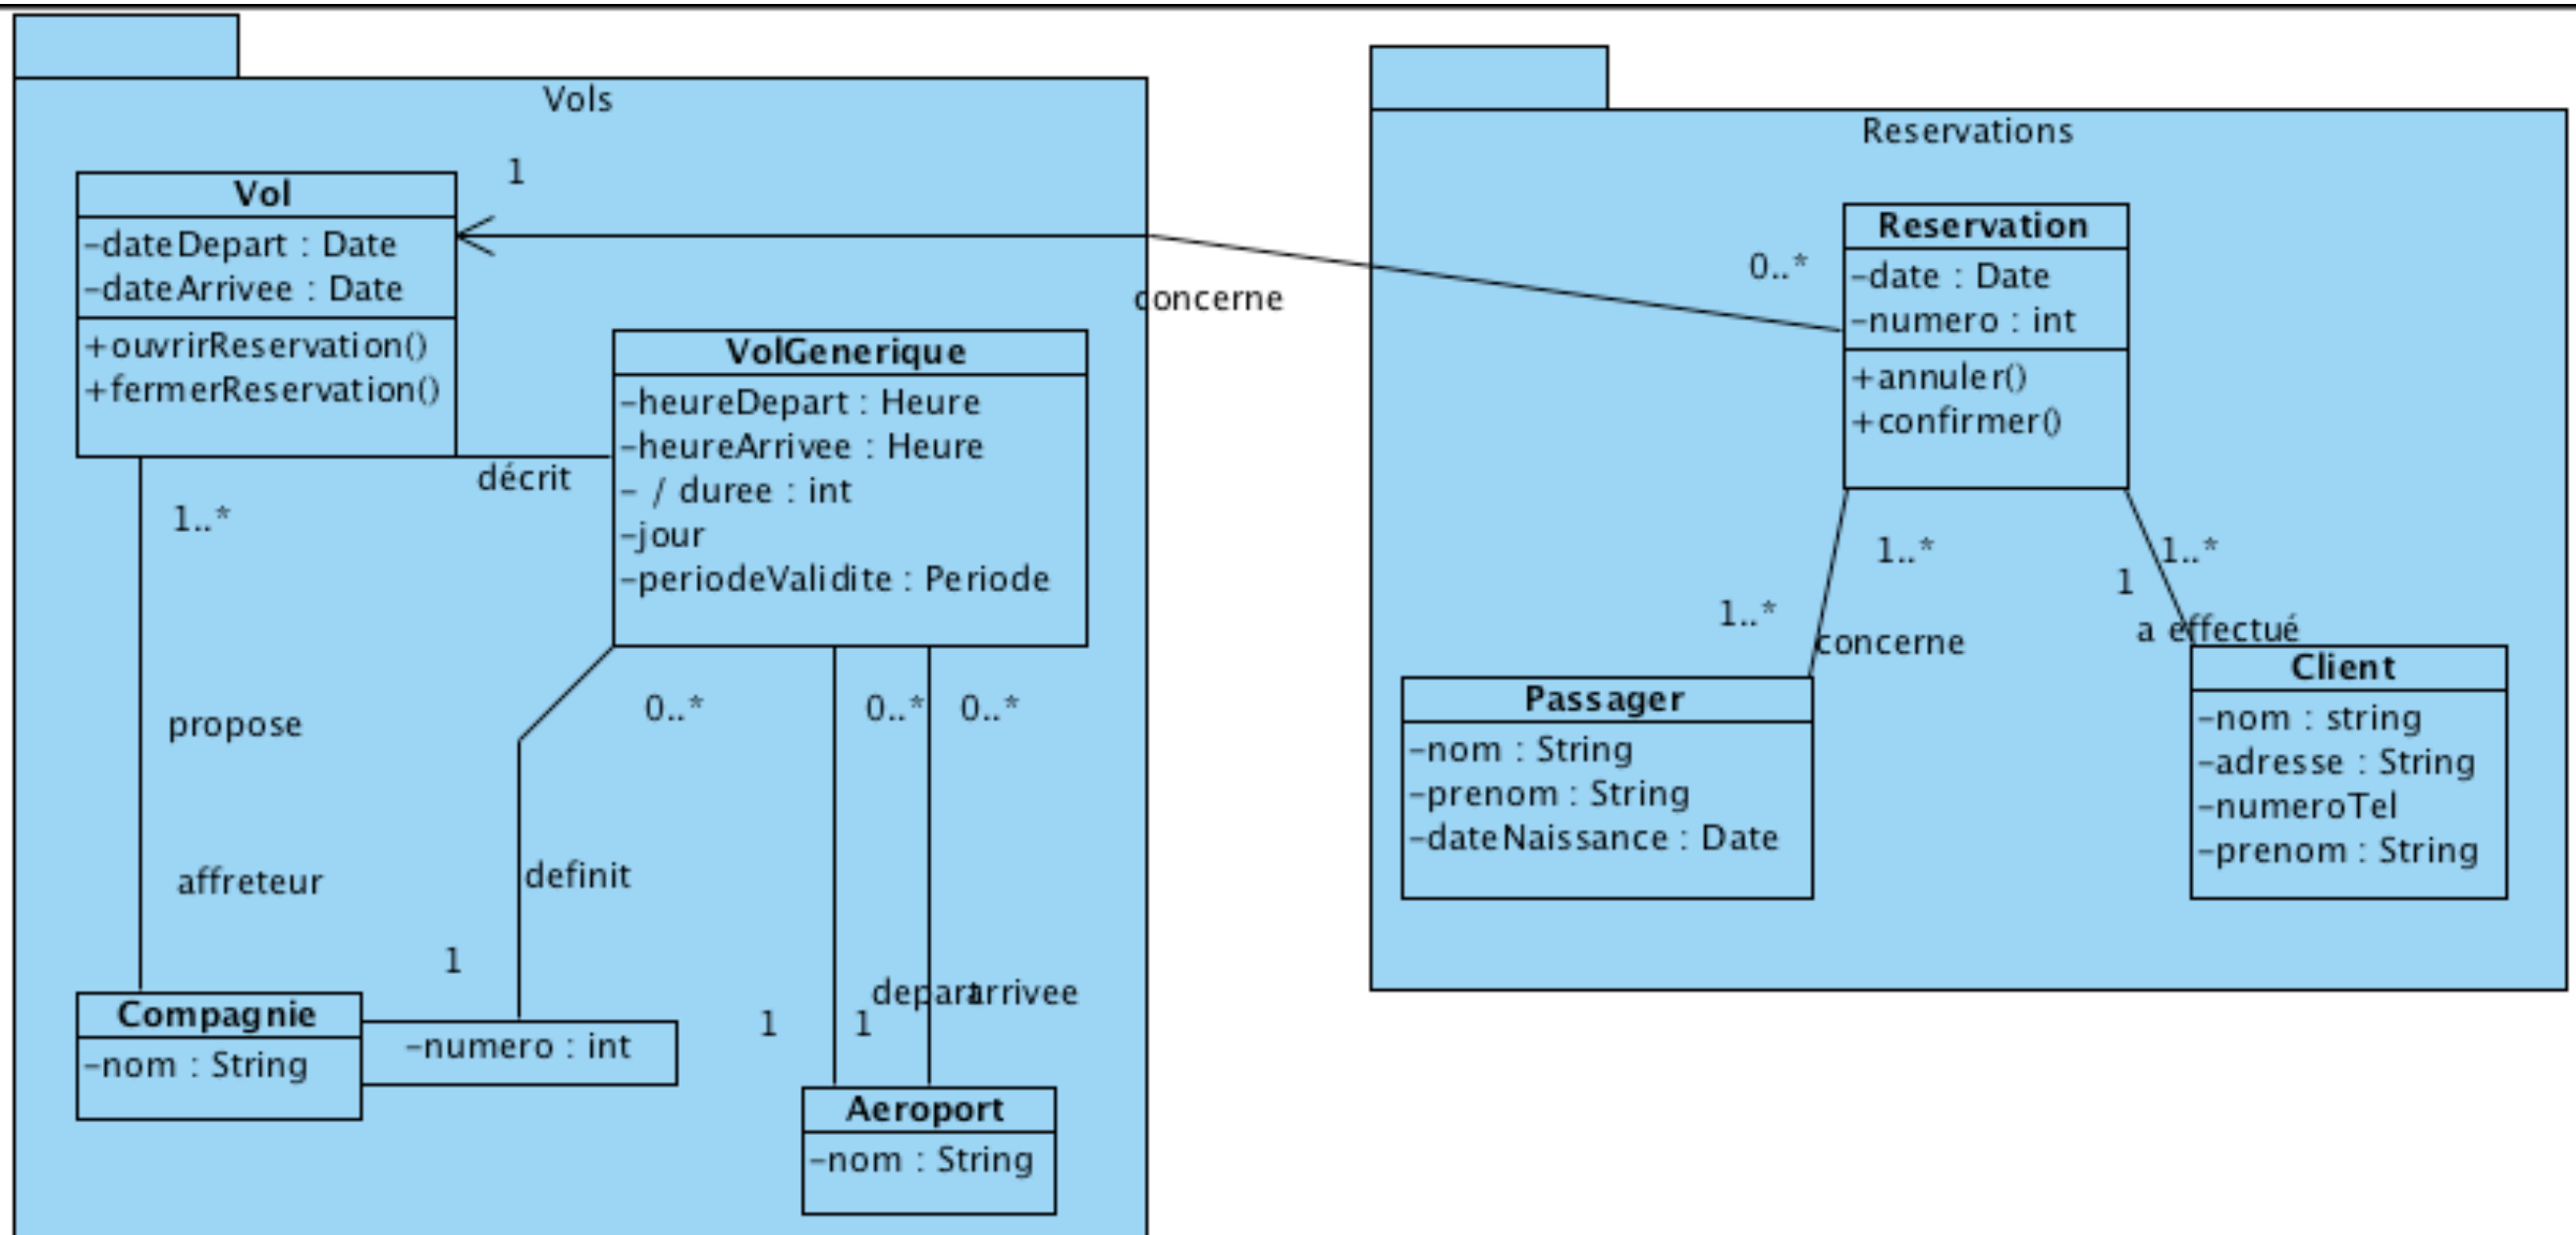 Vols
1
Vol
-dateDepart : Date
-dateArrivee : Date
+ouvrirReservation()
+fermerReservation()
décrit
VolGenerique
-heureDepart : Heure
-heureArrivee : Heure
- / duree : int
-jour
-periodeValidite : Periode
1..*
propose
affreteur
0..*
0..*
0..*
definit
1
depart
arrivee
1
1
Compagnie
-nom : String
-numero : int
Aeroport
-nom : String
concerne
Reservations
0..*
Reservation
-date : Date
-numero : int
+annuler()
+confirmer()
1..*
1..*
1
1..*
concerne
a effectué
Passager
-nom : String
-prenom : String
-dateNaissance : Date
Client
-nom : string
-adresse : String
-numeroTel
-prenom : String